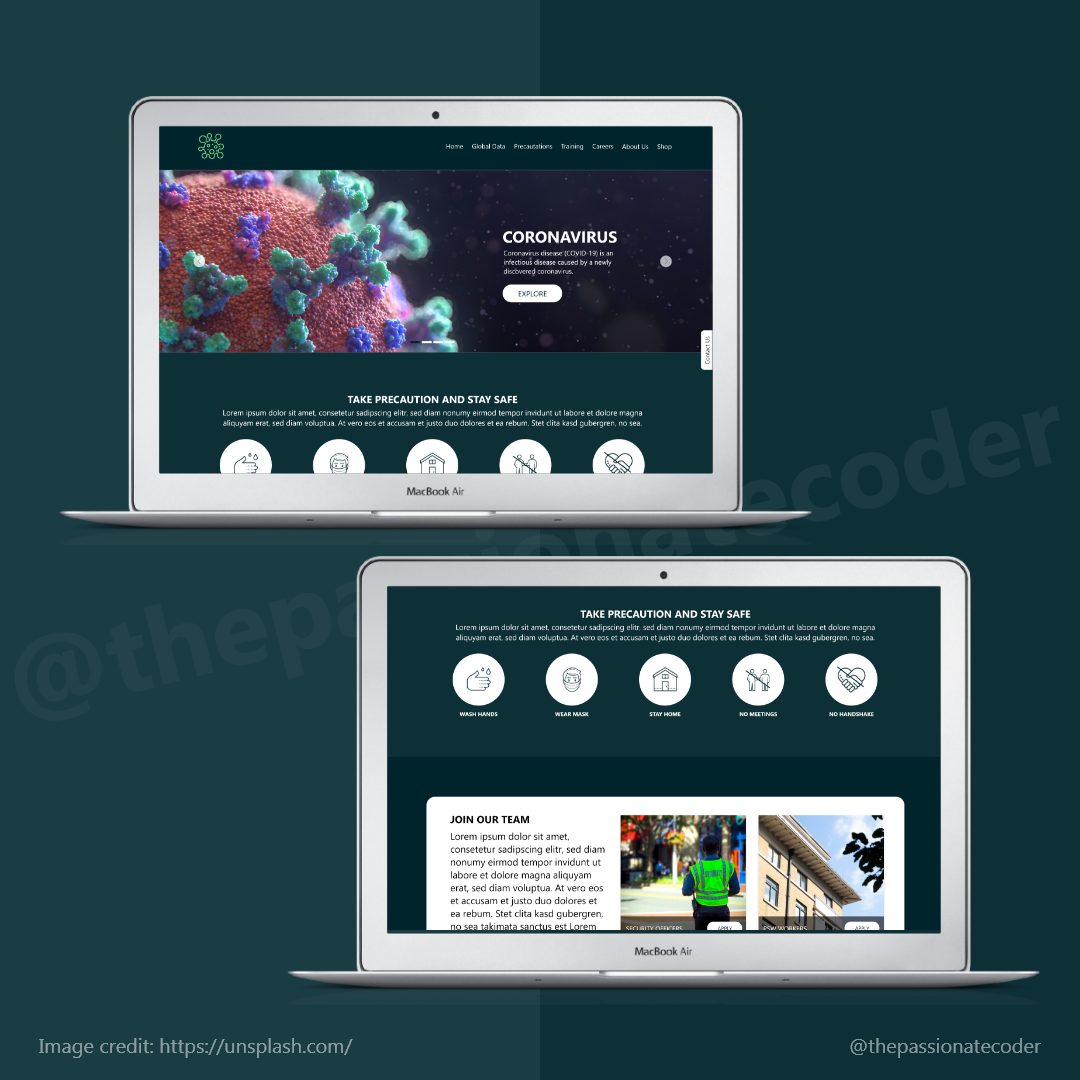 Home Global Data Precautations Training Careers About Us Shop
CORONAVIRUS
Coronavirus disease (COVID-19) is an
infectious disease caused by a newly
discovered coronavirus.
EXPLORE
Contact Us
TAKE PRECAUTION AND STAY SAFE
Lorem ipsum dolor sit amet, consetetur sadipscing elitr, sed diam nonumy eirmod tempor invidunt ut labore et dolore magna
aliquyam erat, sed diam voluptua. At vero eos et accusam et justo duo dolores et ea rebum. Stet clita kasd gubergren, no sea.
MacBook Air
@thepassionatecoder
TAKE PRECAUTION AND STAY SAFE
Lorem ipsum dolor sit amet, consetetur sadipscing elitr, sed diam nonumy eirmod tempor invidunt ut labore et dolore magna
aliquyam erat, sed diam voluptua. At vero eos et accusam et justo duo dolores et ea rebum. Stet clita kasd gubergren, no sea.
WASH HANDS WEAR MASK STAY HOME NO MEETINGS NO HANDSHAKE
JOIN OUR TEAM
Lorem ipsum dolor sit amet,
consetetur sadipscing elitr, sed diam
nonumy eirmod tempor invidunt ut
labore et dolore magna aliquyam
erat, sed diam voluptua. At vero eos
et accusam et justo duo dolores et
ea rebum. Stet clita kasd gubergren,
no sea takimata sanctus est Lorem
SECURITY OFFICERS APPLY PSW WORKERS APPLY
MacBook Air
Image credit: https://unsplash.com/ @thepassionatecoder